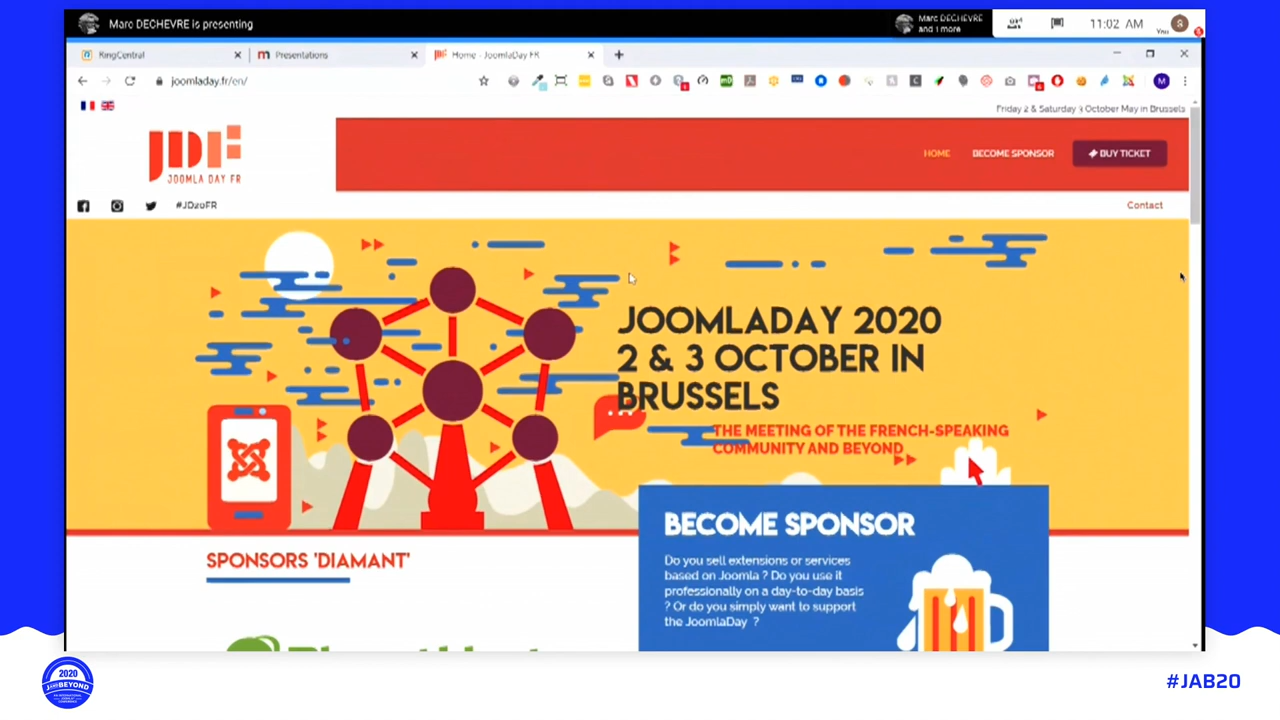 Marc DECHEVRE is presenting
Marc DECHEVRE
and 1 more
11:02 AM
You
S
RingCentral
Presentations
Home - JoomlaDay FR
joomladay.fr/en/
M
Friday 2 & Saturday 3 October May in Brussels
JDF
JOOMLA DAY FR
HOME
BECOME SPONSOR
BUY TICKET
#JD20FR
Contact
JOOMLADAY 2020
2 & 3 OCTOBER IN
BRUSSELS
THE MEETING OF THE FRENCH-SPEAKING
COMMUNITY AND BEYOND
BECOME SPONSOR
SPONSORS 'DIAMANT'
Do you sell extensions or services
based on Joomla ? Do you use it
professionally on a day-to-day basis
? Or do you simply want to support
the JoomlaDay ?
2020
J AND BEYOND
#JAB20